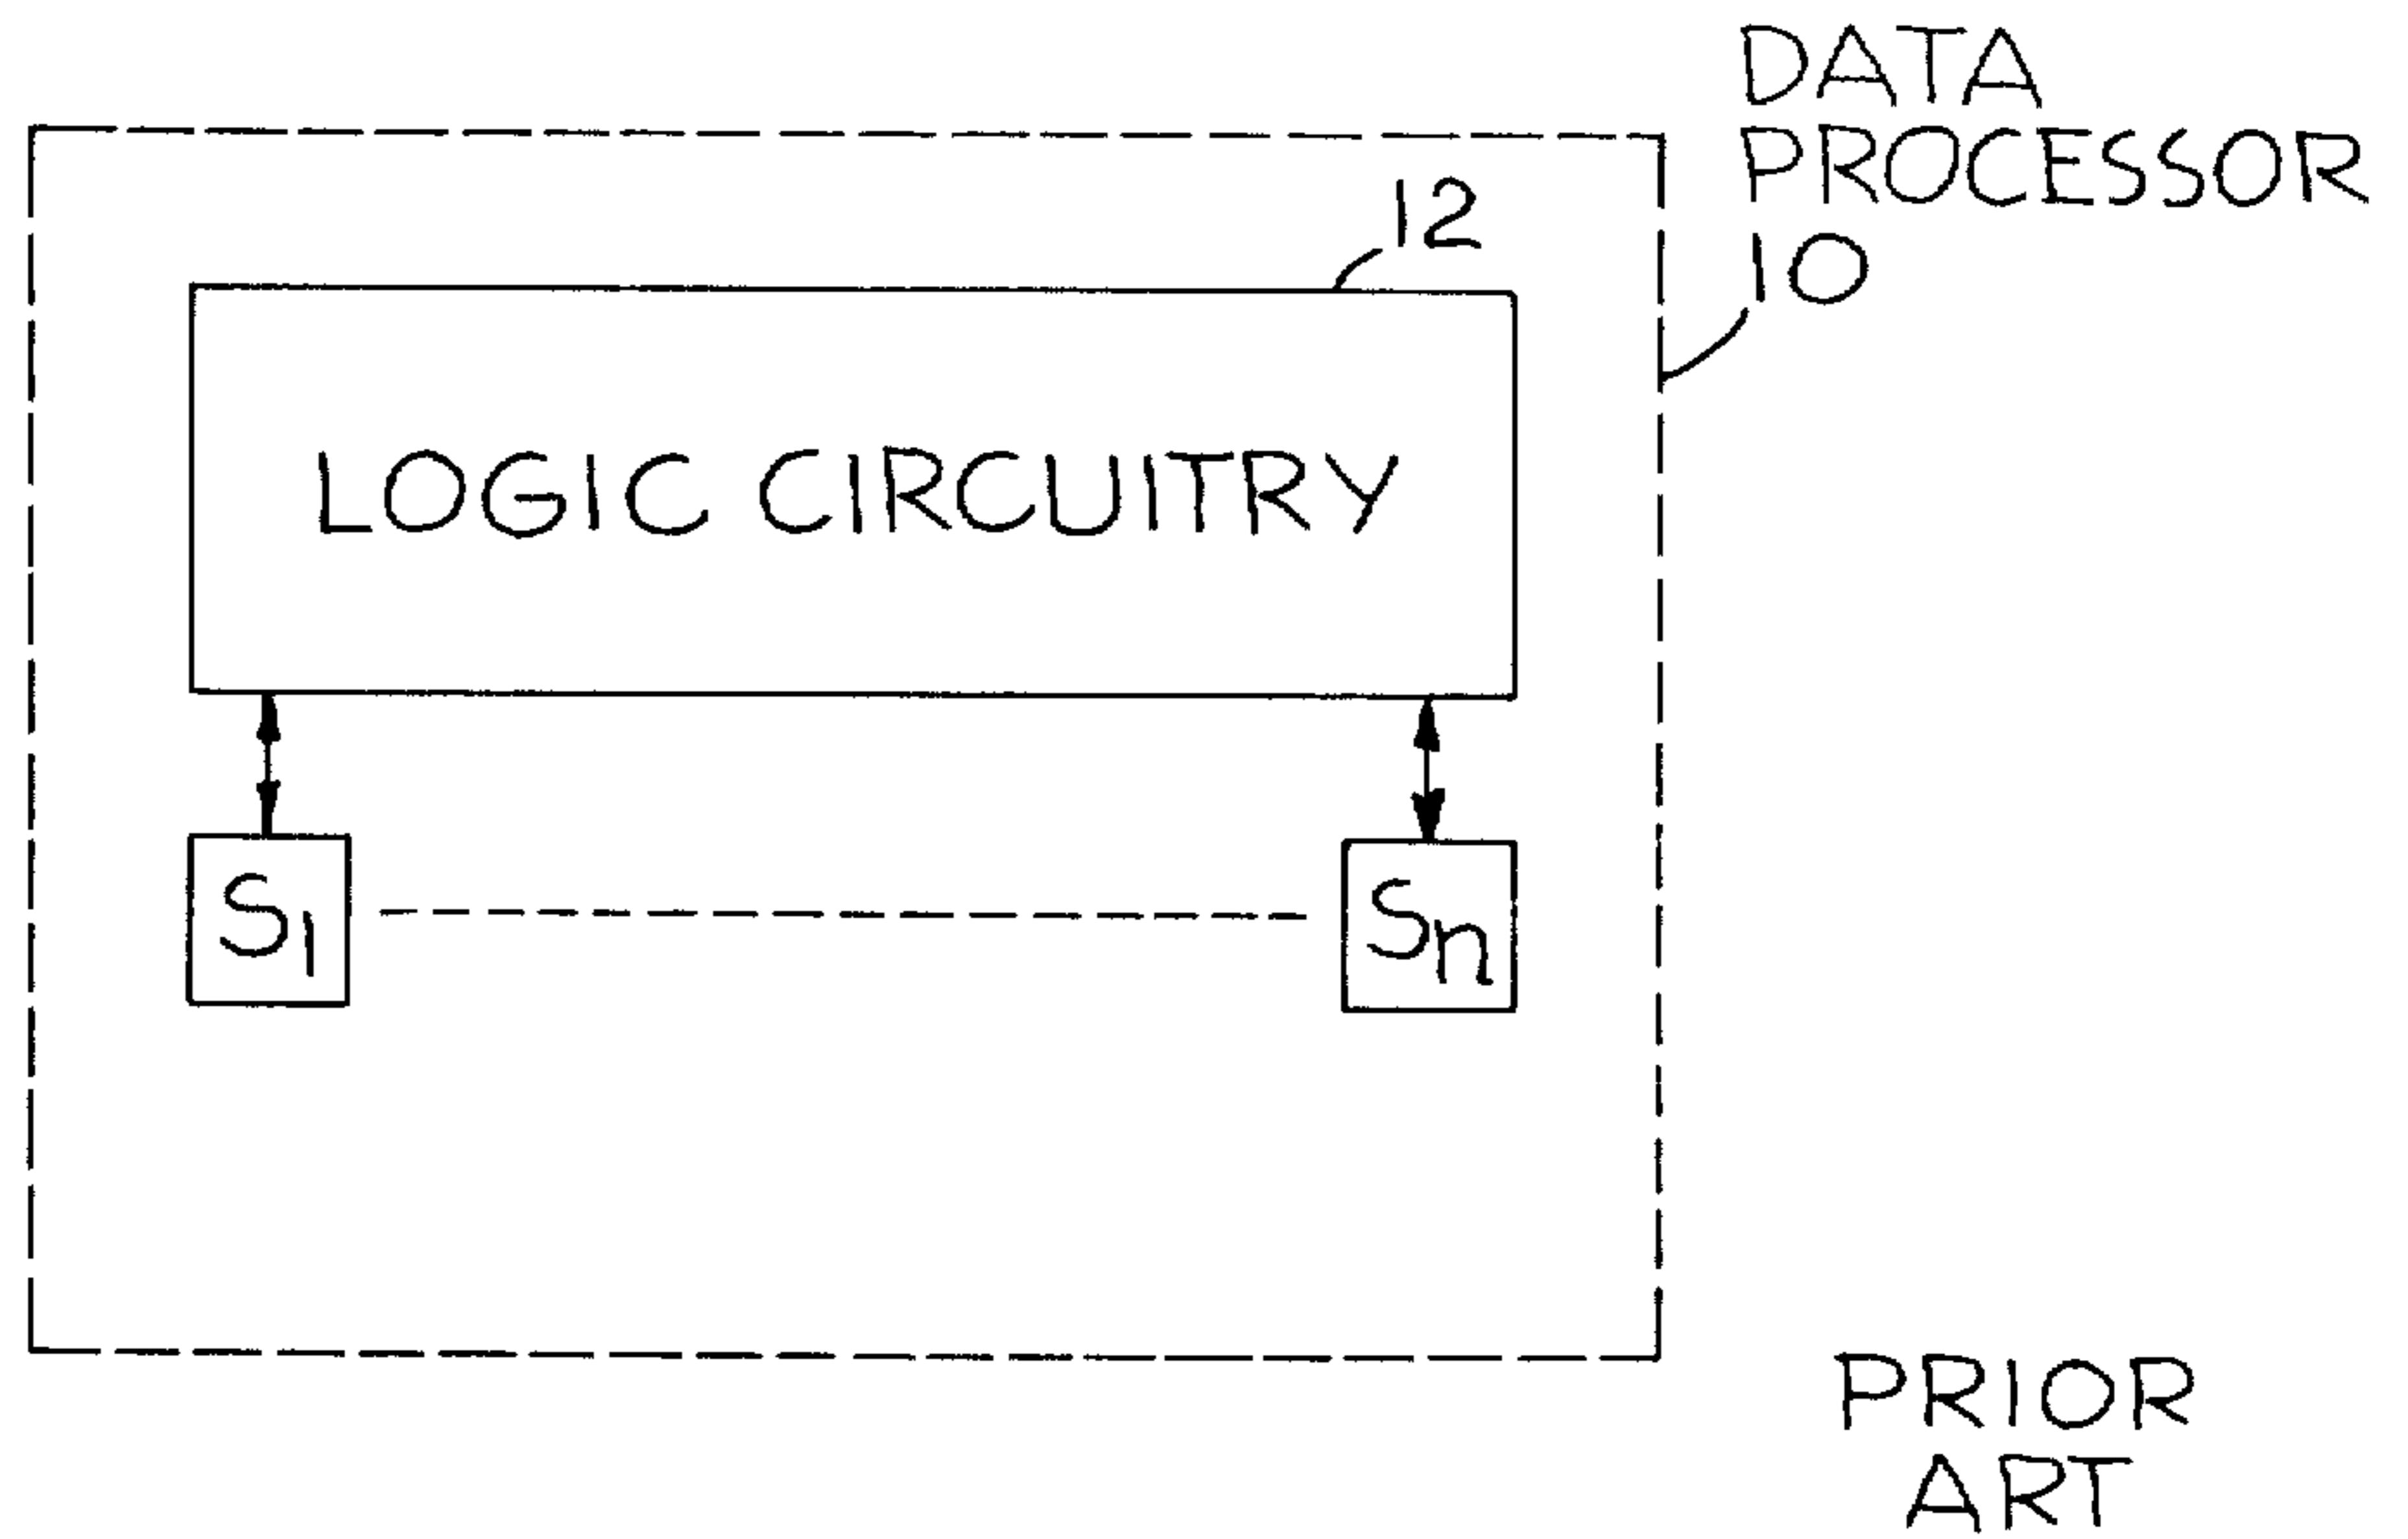 DATA
PROCESSOR
10
12
LOGIC CIRCUITRY
S1
Sn
PRIOR
ART